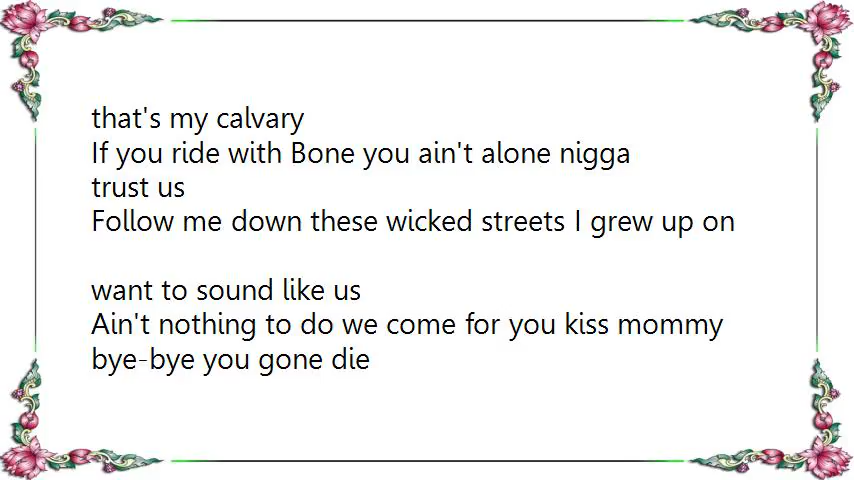 that's my calvary
If you ride with Bone you ain't alone nigga
trust us
Follow me down these wicked streets I grew up on
want to sound like us
Ain't nothing to do we come for you kiss mommy
bye-bye you gone die